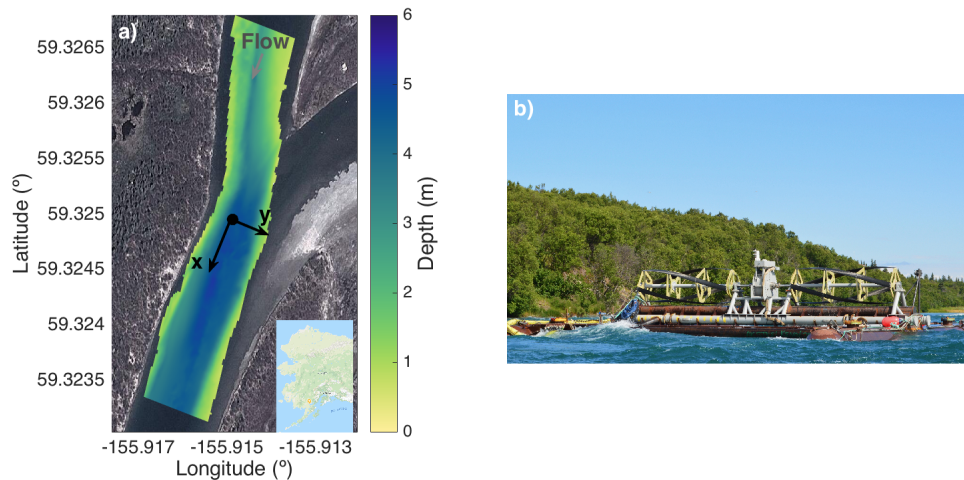 a)
Flow
y
x
59.3265
59.326
59.3255
59.325
59.3245
59.324
59.3235
Latitude (º)
-155.917
-155.915
-155.913
Longitude (º)
6
5
4
3
2
1
0
Depth (m)
b)